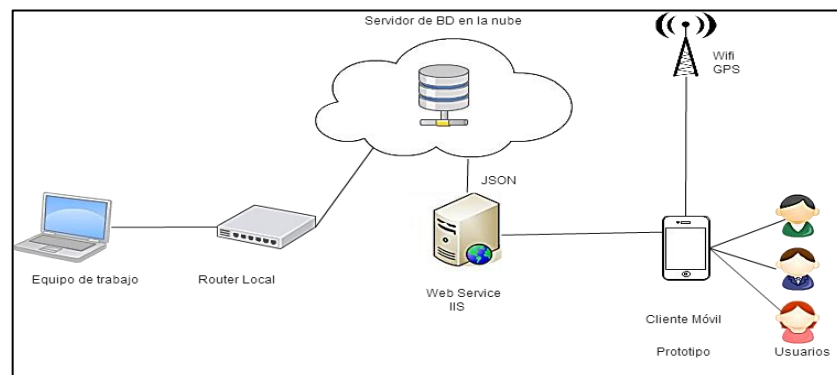 Servidor de BD en la nube
Wifi
GPS
JSON
Equipo de trabajo
Router Local
Web Service
IIS
Cliente Móvil
Prototipo
Usuarios